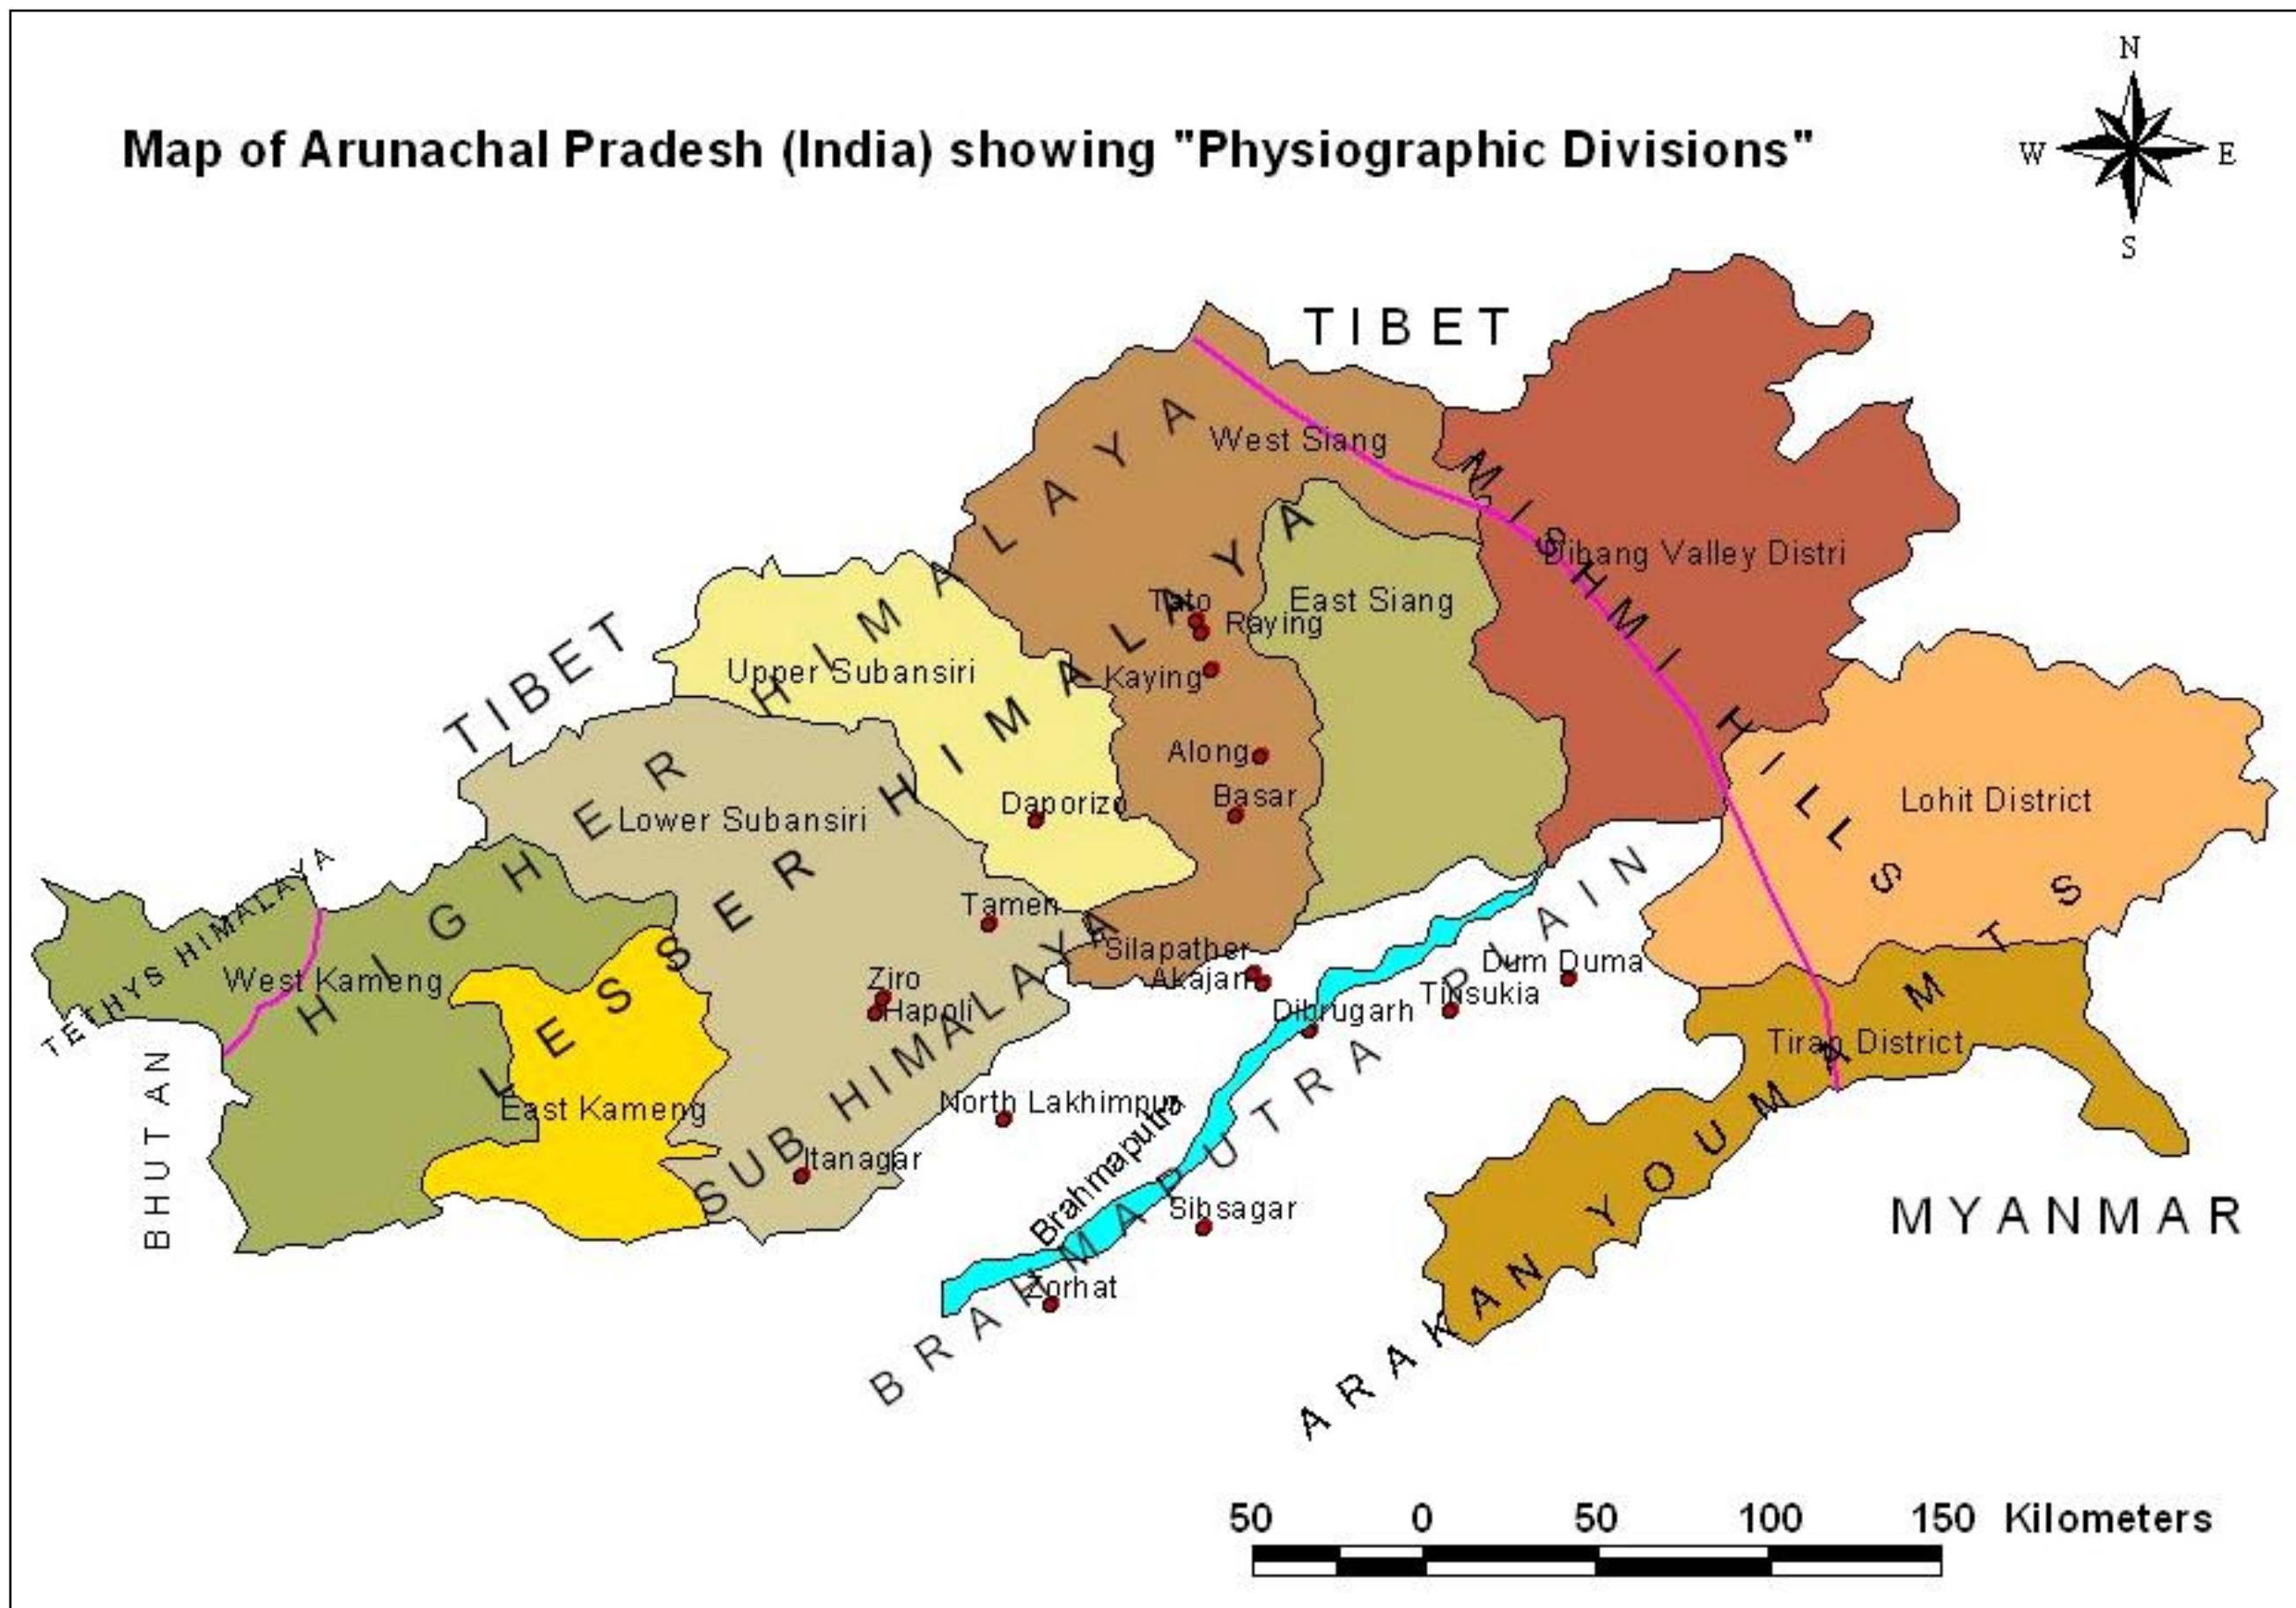 N
W E
S
Map of Arunachal Pradesh (India) showing "Physiographic Divisions"
TIBET
West Siang
MISHMI HILLS
Dibang Valley Distri
East Siang
Tato
Raying
Kaying
TIBET
Upper Subansiri
HIGHER HIMALAYA
LESSER HIMALAYA
Along
Basar
Daporizo
Lohit District
Lower Subansiri
TETHYS HIMALAYA
West Kameng
Tamen
Silapather
Akajan
Ziro
Hapoli
Dum Duma
Tinsukia
Dibrugarh
Tirap District
BHUTAN
East Kameng
SUB HIMALAYA
North Lakhimpur
Itanagar
Brahmaputra
BRAHMAPUTRA PLAIN
Sibsagar
Zorhat
ARAKAN YOUMA MTS
MYANMAR
50 0 50 100 150 Kilometers